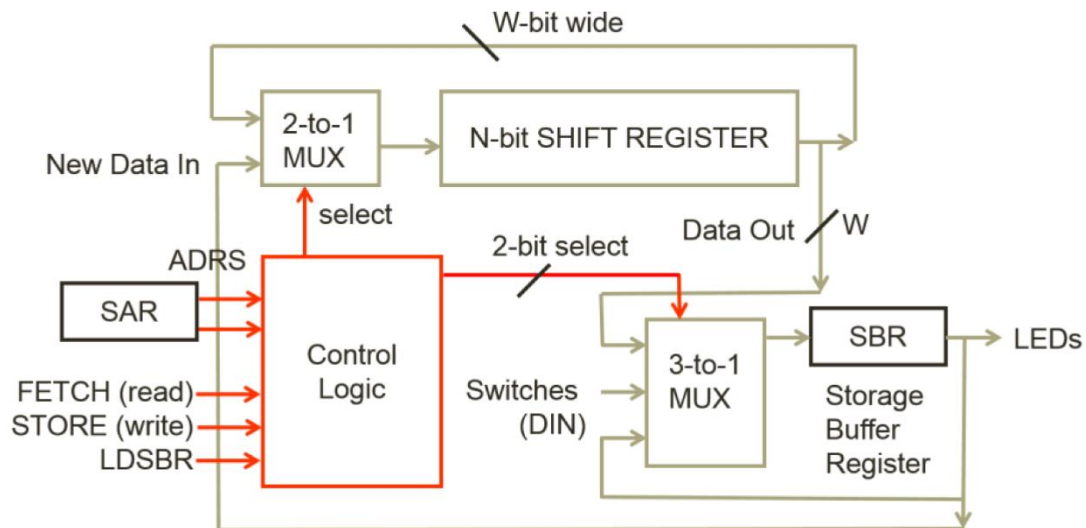 W-bit wide
2-to-1
MUX
N-bit SHIFT REGISTER
New Data In
select
Data Out
W
2-bit select
ADRS
SAR
Control
Logic
FETCH (read)
STORE (write)
LDSBR
Switches
(DIN)
3-to-1
MUX
SBR
LEDs
Storage
Buffer
Register